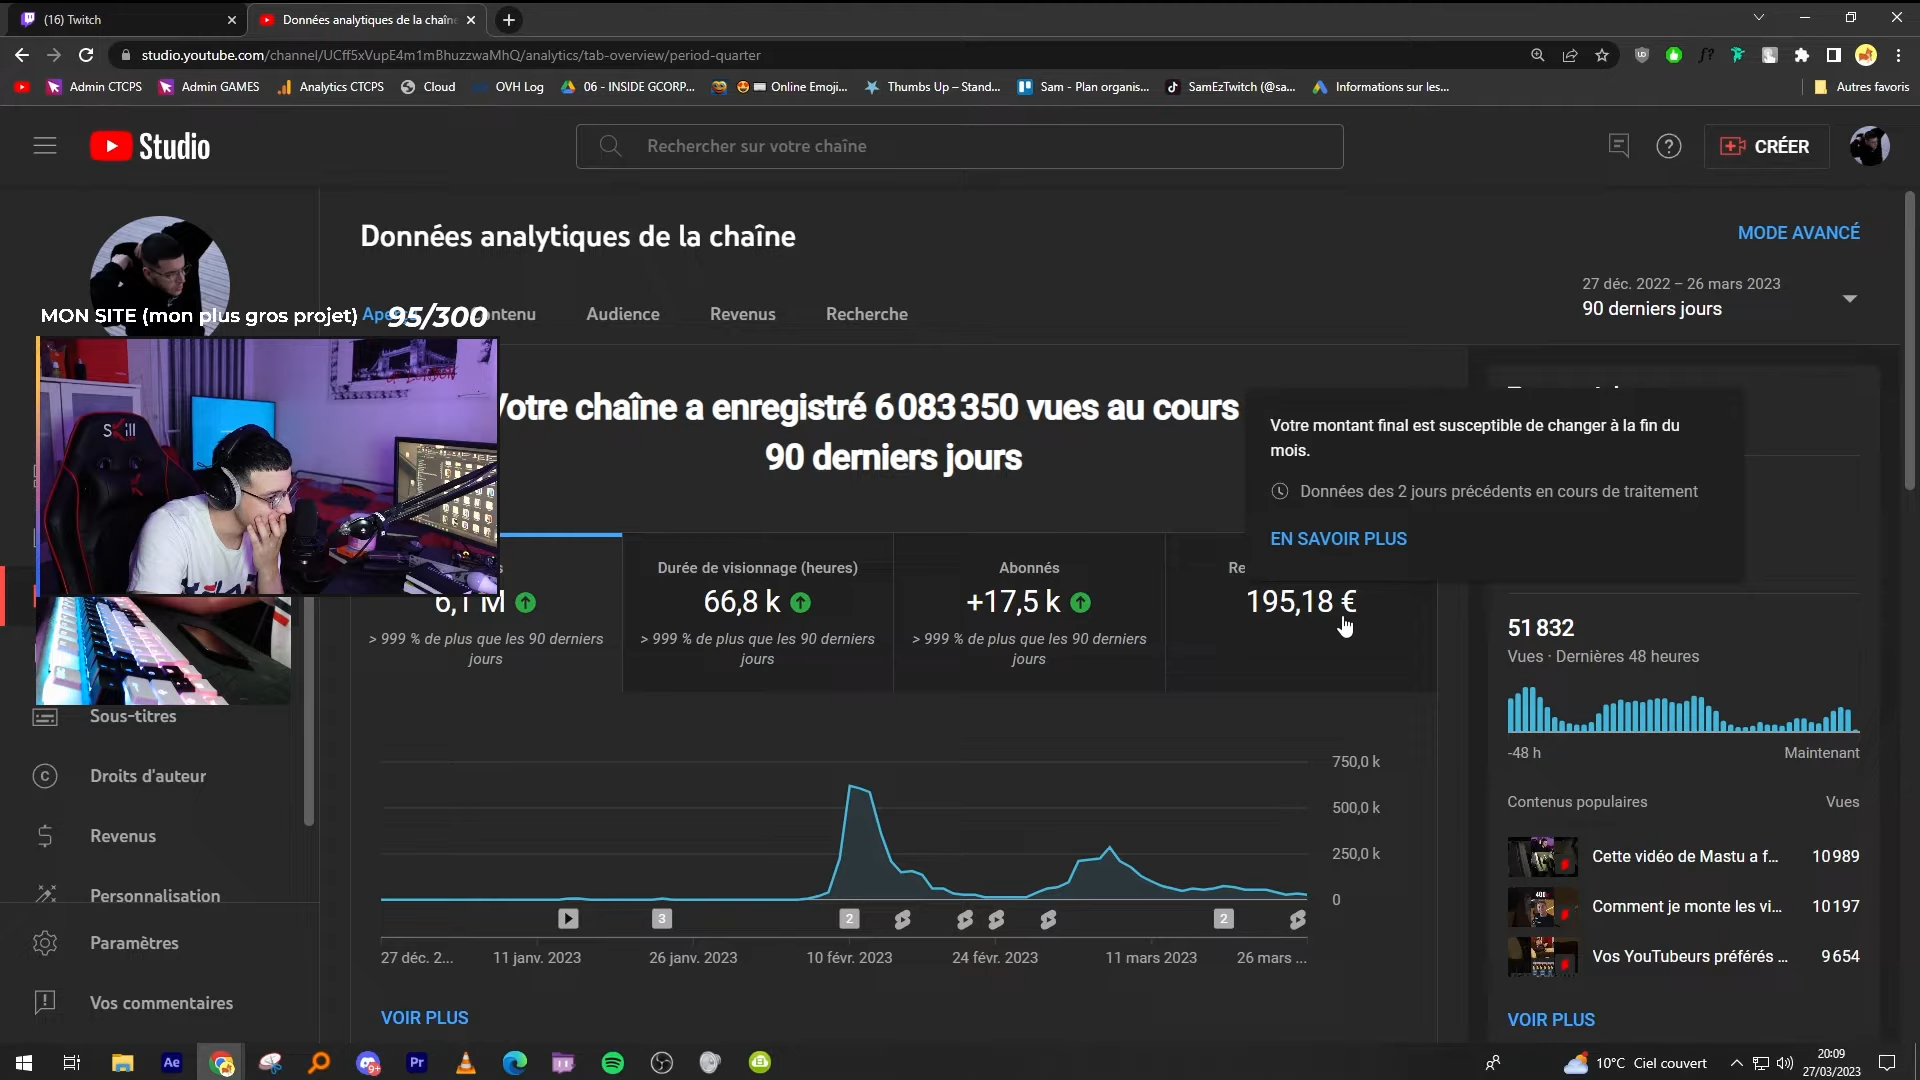 (16) Twitch
Données analytiques de la chaîne
studio.youtube.com/channel/UCff5xVupE4m1mBhuzzwaMhQ/analytics/tab-overview/period-quarter
Admin CTCPS
Admin GAMES
Analytics CTCPS
Cloud
OVH Log
06 - INSIDE GCORP...
Online Emoji...
Thumbs Up – Stand...
Sam - Plan organis...
SamEzTwitch (@sa...
Informations sur les...
Autres favoris
Studio
Rechercher sur votre chaîne
CRÉER
Données analytiques de la chaîne
MODE AVANCÉ
27 déc. 2022 – 26 mars 2023
90 derniers jours
MON SITE (mon plus gros projet)
95/300
Audience
Revenus
Recherche
Votre chaîne a enregistré 6 083 350 vues au cours
90 derniers jours
Votre montant final est susceptible de changer à la fin du
mois.
Données des 2 jours précédents en cours de traitement
EN SAVOIR PLUS
SKill
6,1 M
> 999 % de plus que les 90 derniers
jours
Durée de visionnage (heures)
66,8 k
> 999 % de plus que les 90 derniers
jours
Abonnés
+17,5 k
> 999 % de plus que les 90 derniers
jours
Re
195,18 €
51 832
Vues · Dernières 48 heures
-48 h
Maintenant
Contenus populaires
Vues
Cette vidéo de Mastu a f...
10 989
Comment je monte les vi...
10 197
Vos YouTubeurs préférés ...
9 654
VOIR PLUS
Sous-titres
Droits d'auteur
Revenus
Personnalisation
Paramètres
Vos commentaires
750,0 k
500,0 k
250,0 k
0
3
2
2
27 déc. 2...
11 janv. 2023
26 janv. 2023
10 févr. 2023
24 févr. 2023
11 mars 2023
26 mars ...
VOIR PLUS
Ae
9+
Pr
10°C Ciel couvert
20:09
27/03/2023